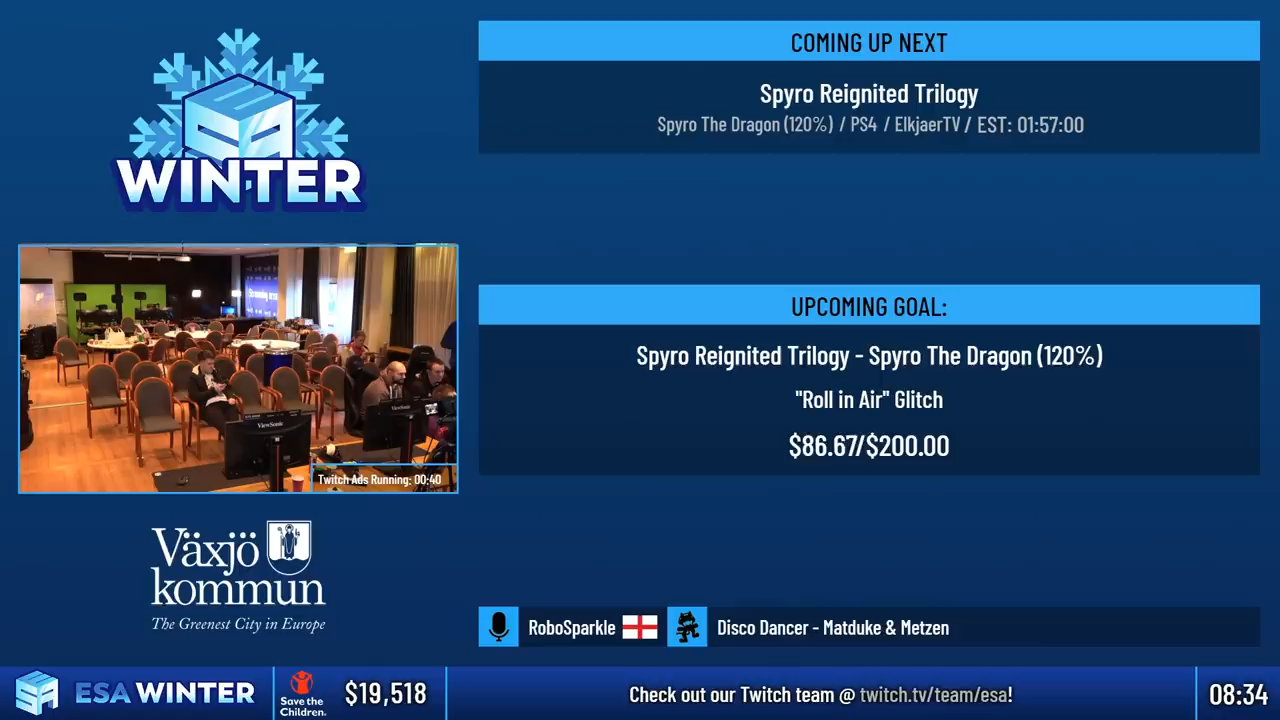 ESA
WINTER
COMING UP NEXT
Spyro Reignited Trilogy
Spyro The Dragon (120%) / PS4 / ElkjaerTV / EST: 01:57:00
UPCOMING GOAL:
Spyro Reignited Trilogy - Spyro The Dragon (120%)
"Roll in Air" Glitch
$86.67/$200.00
ViewSonic
ViewSonic
Twitch Ads Running: 00:40
Växjö
kommun
The Greenest City in Europe
RoboSparkle
Disco Dancer - Matduke & Metzen
ESA WINTER
Save the
Children.
$19,518
Check out our Twitch team @ twitch.tv/team/esa!
08:34